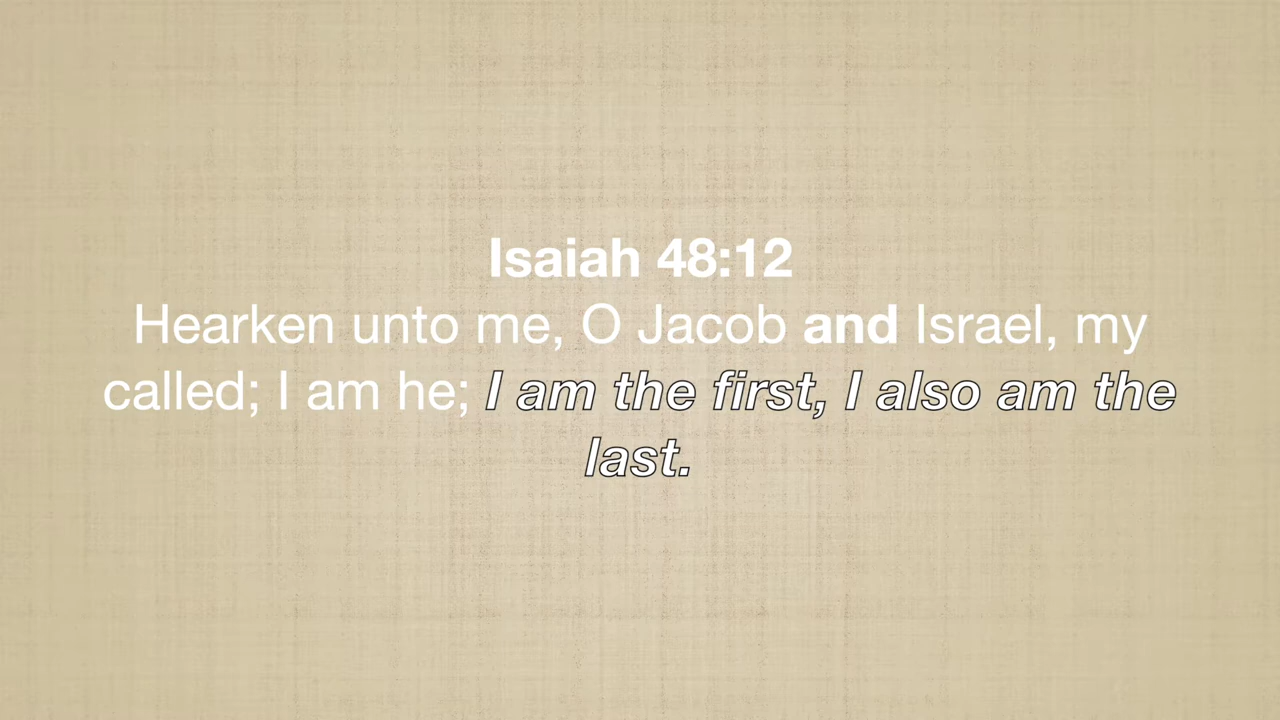 Isaiah 48:12
Hearken unto me, O Jacob and Israel, my
called; I am he; I am the first, I also am the
last.